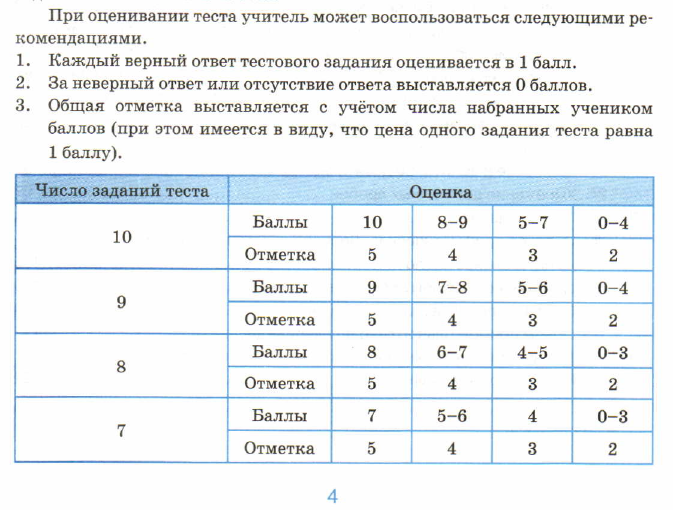 При оценивании теста учитель может воспользоваться следующими ре-
комендациями.
1. Каждый верный ответ тестового задания оценивается в 1 балл.
2. За неверный ответ или отсутствие ответа выставляется 0 баллов.
3. Общая отметка выставляется с учётом числа набранных учеником
баллов (при этом имеется в виду, что цена одного задания теста равна
1 баллу).
Число заданий теста Оценка
10 Баллы 10 8–9 5–7 0–4
Отметка 5 4 3 2
9 Баллы 9 7–8 5–6 0–4
Отметка 5 4 3 2
8 Баллы 8 6–7 4–5 0–3
Отметка 5 4 3 2
7 Баллы 7 5–6 4 0–3
Отметка 5 4 3 2
4